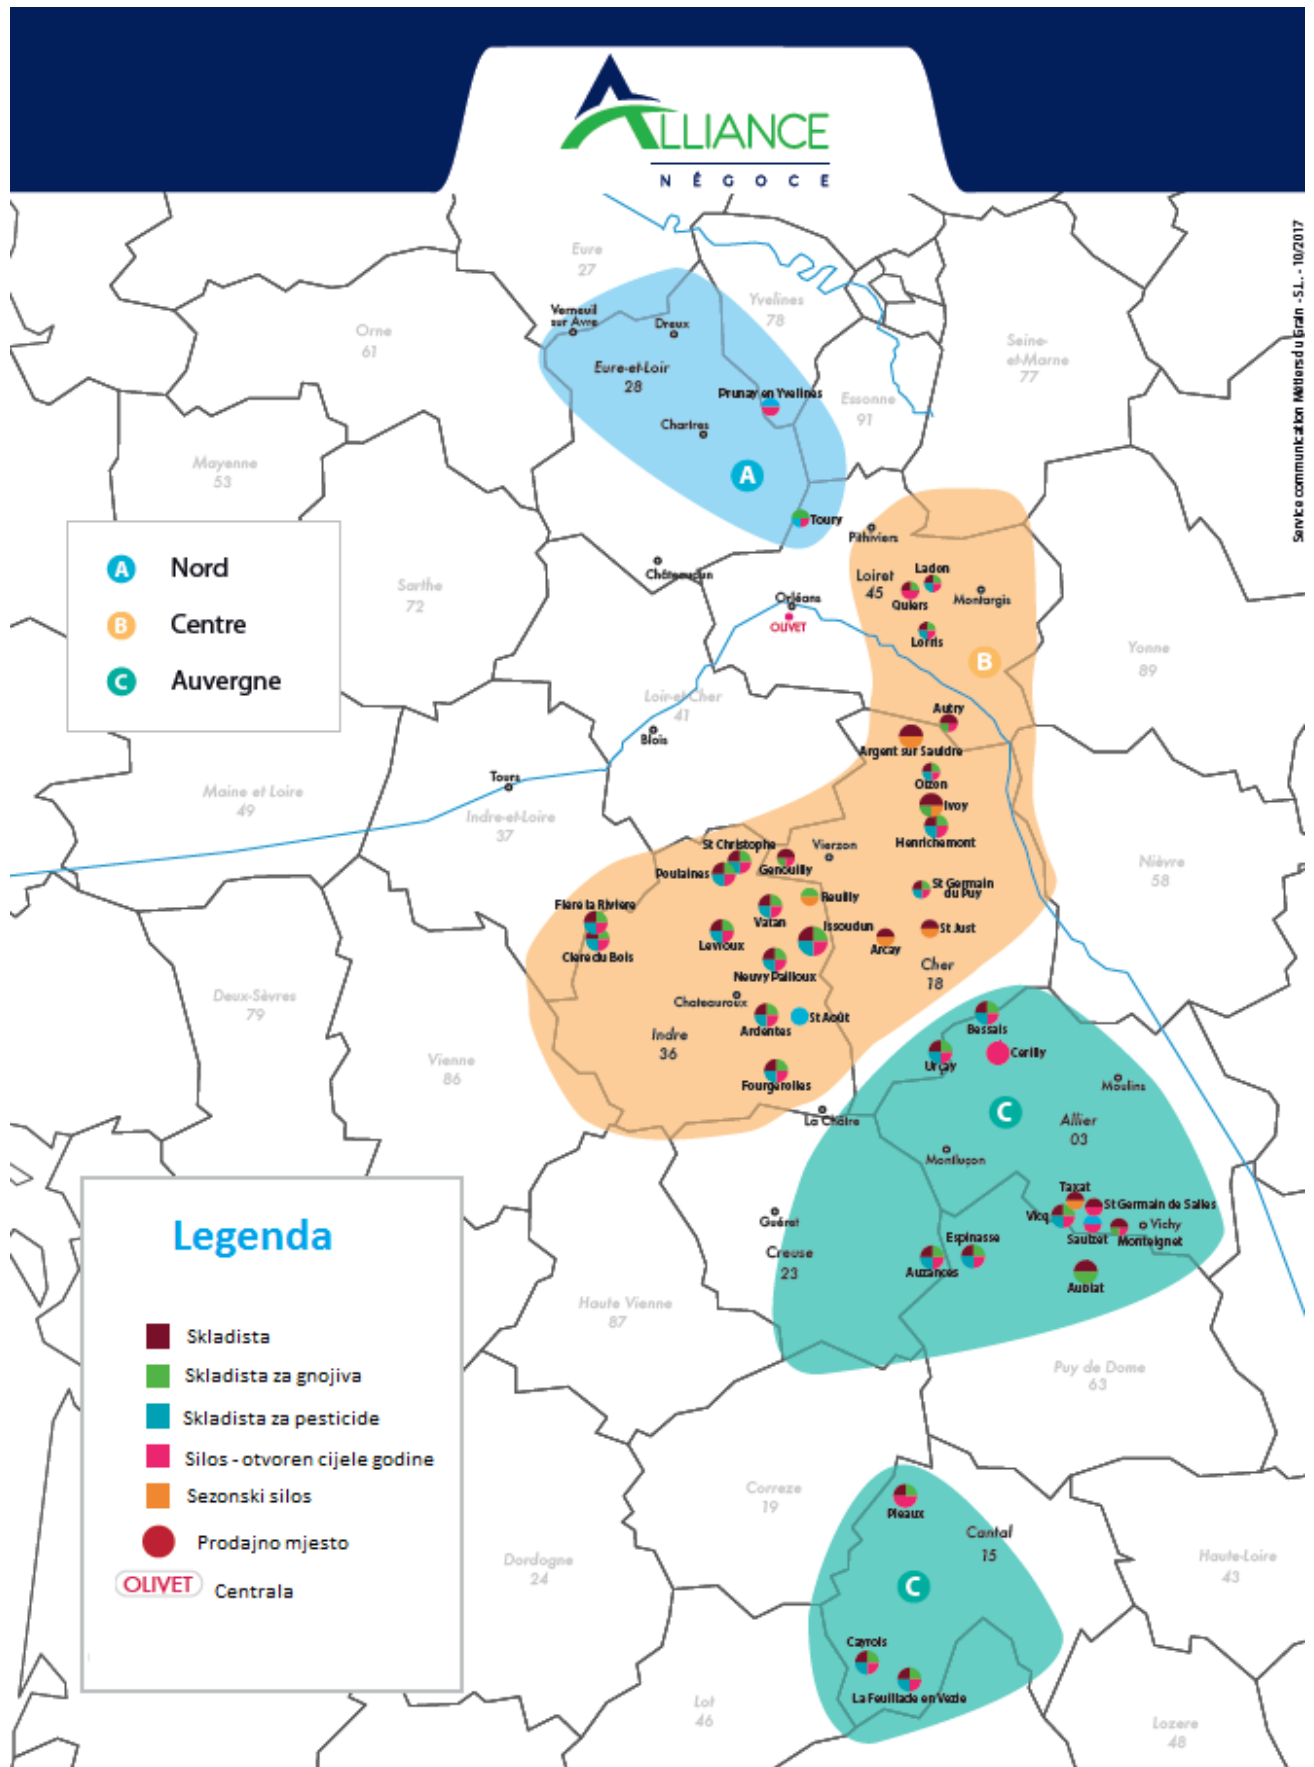 ALLIANCE
NÉGOCE
Service communication Métiers du Grain - S.L. - 10/2017
Eure
27
Yvelines
78
Verneuil
sur Avre
Dreux
Orne
61
Seine-
et-Marne
77
Eure-et-Loir
28
Prunay en Yvelines
Essonne
91
Chartres
Mayenne
53
A
Toury
Pithiviers
A Nord
B Centre
C Auvergne
Châteaudun
Sarthe
72
Loiret
45
Ladon
Quiers
Montargis
Orléans
OLIVET
Lorris
B
Yonne
89
Loir-et-Cher
41
Blois
Autry
Argent sur Sauldre
Tours
Oizon
Maine et Loire
49
Indre-et-Loire
37
Ivoy
Henrichemont
St Christophe
Vierzon
Genouilly
Poulaines
Nièvre
58
St Germain
du Puy
Reuilly
Flere la Riviere
Vatan
Issoudun
St Just
Levroux
Arcay
Clere du Bois
Neuvy Pailloux
Cher
18
Deux-Sèvres
79
Chateauroux
Ardentes
St Août
Bessais
Indre
36
Vienne
86
Cerilly
Urçay
Fourgerolles
Moulins
C
La Châtre
Allier
03
Montluçon
Taxat
St Germain de Salles
Vicq
Vichy
Guéret
Saulzet
Monteignet
Espinasse
Creuse
23
Auzances
Aubiat
Haute Vienne
87
Puy de Dome
63
Legenda
Skladista
Skladista za gnojiva
Skladista za pesticide
Silos - otvoren cijele godine
Sezonski silos
Prodajno mjesto
OLIVET Centrala
Correze
19
Pleaux
Cantal
15
Dordogne
24
Haute-Loire
43
C
Cayrols
La Feuillade en Vezie
Lot
46
Lozere
48